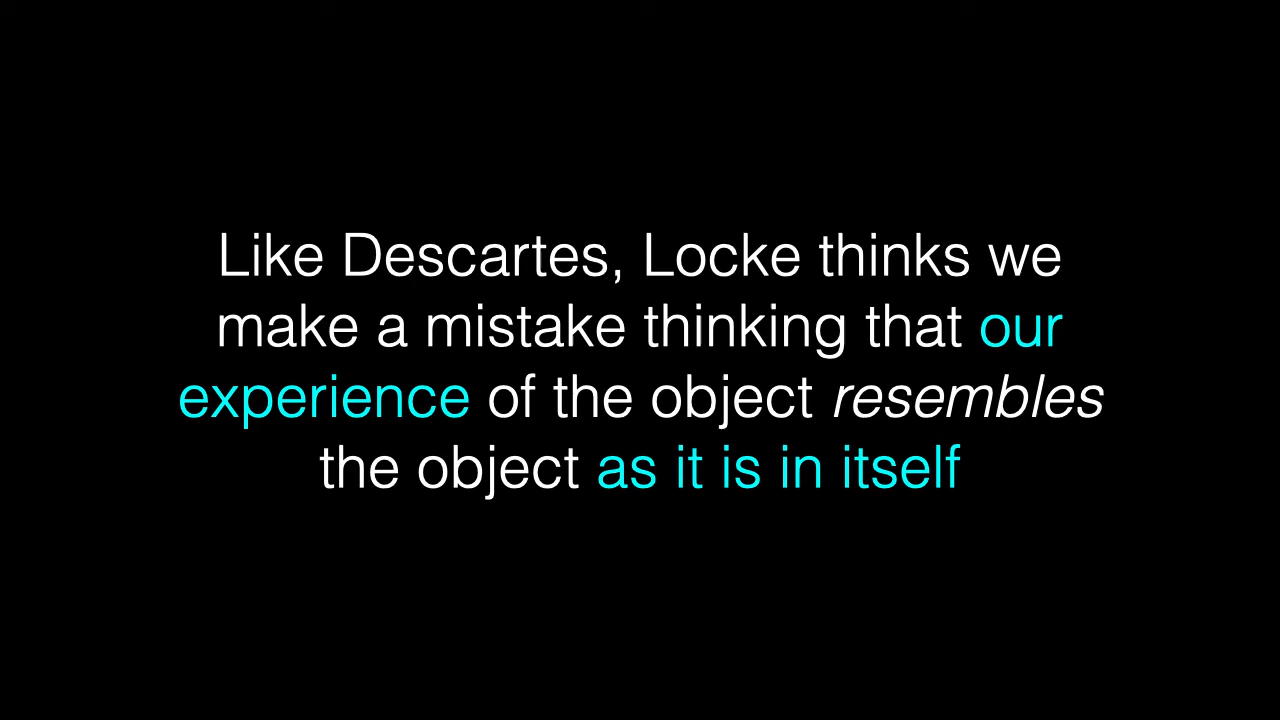 Like Descartes, Locke thinks we
make a mistake thinking that our
experience of the object resembles
the object as it is in itself